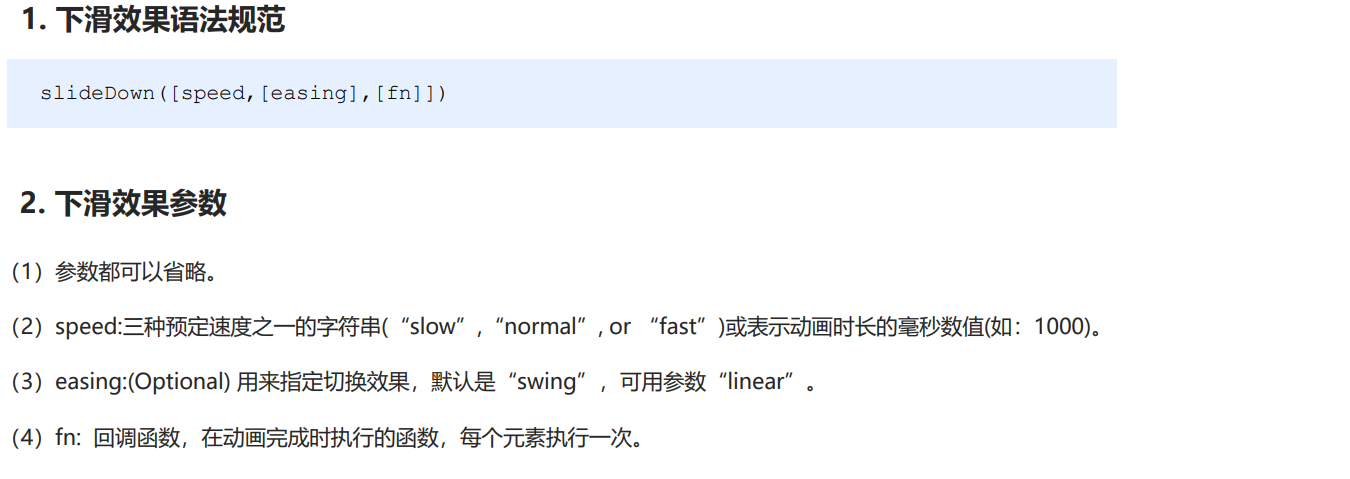 1. 下滑效果语法规范
slideDown([speed,[easing],[fn]])
2. 下滑效果参数
（1）参数都可以省略。
（2）speed:三种预定速度之一的字符串(“slow”,“normal”, or “fast”)或表示动画时长的毫秒数值(如：1000)。
（3）easing:(Optional) 用来指定切换效果，默认是“swing”，可用参数“linear”。
（4）fn: 回调函数，在动画完成时执行的函数，每个元素执行一次。